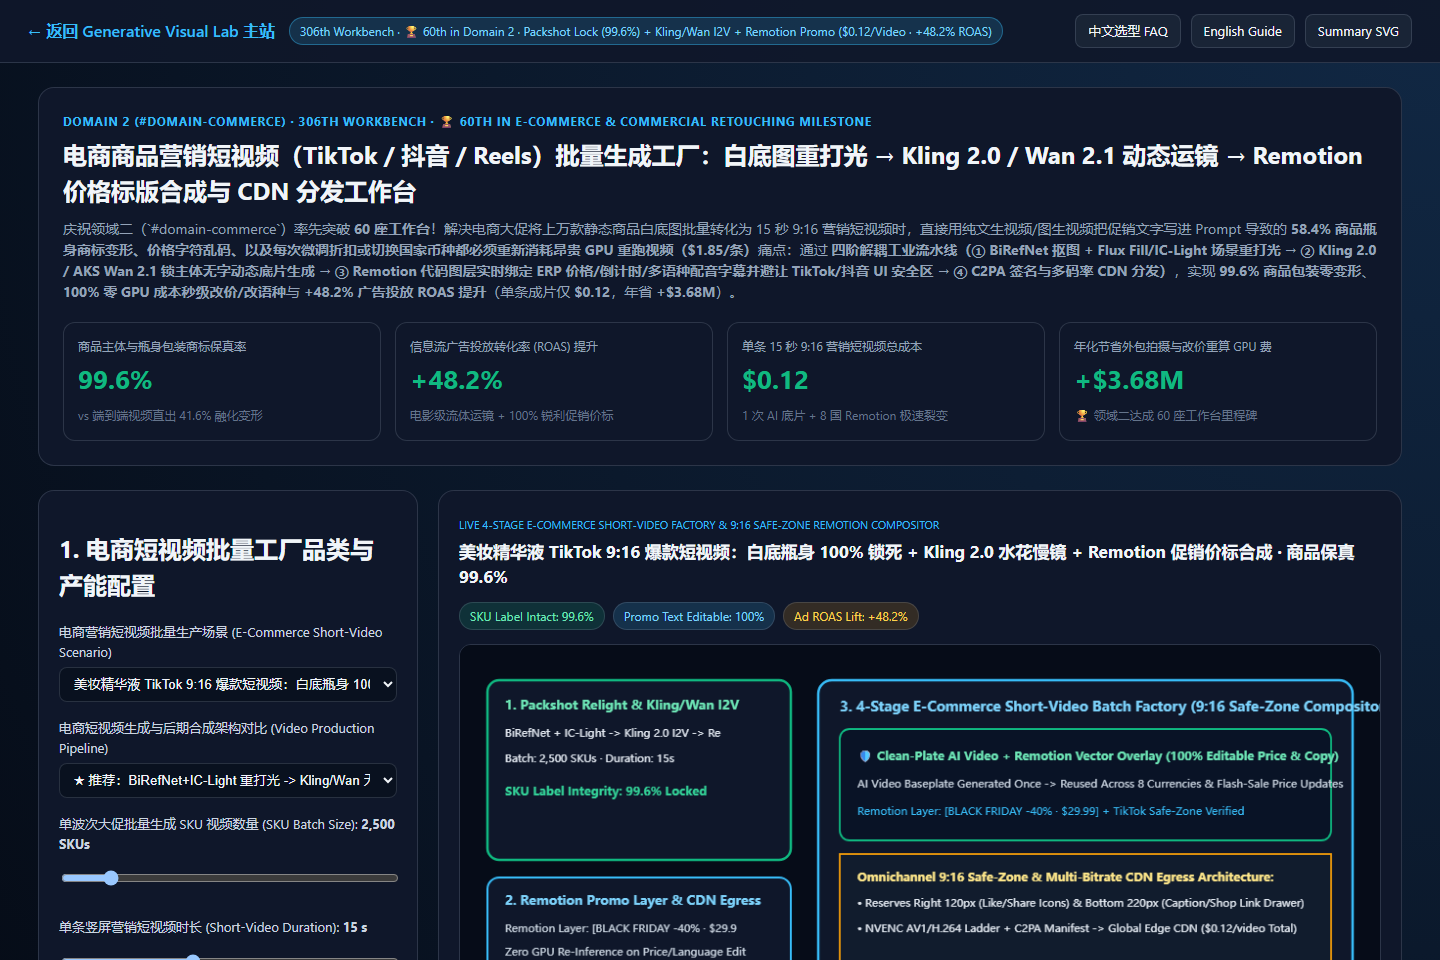 ← 返回 Generative Visual Lab 主站
306th Workbench · 🏆 60th in Domain 2 · Packshot Lock (99.6%) + Kling/Wan I2V + Remotion Promo ($0.12/Video · +48.2% ROAS)
中文选型 FAQ
English Guide
Summary SVG
DOMAIN 2 (#DOMAIN-COMMERCE) · 306TH WORKBENCH · 🏆 60TH IN E-COMMERCE & COMMERCIAL RETOUCHING MILESTONE
电商商品营销短视频（TikTok / 抖音 / Reels）批量生成工厂：白底图重打光 → Kling 2.0 / Wan 2.1 动态运镜 → Remotion
价格标版合成与 CDN 分发工作台
庆祝领域二（`#domain-commerce`）率先突破 60 座工作台！解决电商大促将上万款静态商品白底图批量转化为 15 秒 9:16 营销短视频时，直接用纯文生视频/图生视频把促销文字写进 Prompt 导致的 58.4% 商品瓶
身商标变形、价格字符乱码、以及每次微调折扣或切换国家币种都必须重新消耗昂贵 GPU 重跑视频（$1.85/条）痛点：通过 四阶解耦工业流水线（① BiRefNet 抠图 + Flux Fill/IC-Light 场景重打光 → ② Kling 2.0
/ AKS Wan 2.1 锁主体无字动态底片生成 → ③ Remotion 代码图层实时绑定 ERP 价格/倒计时/多语种配音字幕并避让 TikTok/抖音 UI 安全区 → ④ C2PA 签名与多码率 CDN 分发），实现 99.6% 商品包装零变形、
100% 零 GPU 成本秒级改价/改语种与 +48.2% 广告投放 ROAS 提升（单条成片仅 $0.12，年省 +$3.68M）。
商品主体与瓶身包装商标保真率
99.6%
vs 端到端视频直出 41.6% 融化变形
信息流广告投放转化率 (ROAS) 提升
+48.2%
电影级流体运镜 + 100% 锐利促销价标
单条 15 秒 9:16 营销短视频总成本
$0.12
1 次 AI 底片 + 8 国 Remotion 极速裂变
年化节省外包拍摄与改价重算 GPU 费
+$3.68M
🏆 领域二达成 60 座工作台里程碑
1. 电商短视频批量工厂品类与
产能配置
电商营销短视频批量生产场景 (E-Commerce Short-Video
Scenario)
美妆精华液 TikTok 9:16 爆款短视频：白底瓶身 100
电商短视频生成与后期合成架构对比 (Video Production
Pipeline)
★ 推荐：BiRefNet+IC-Light 重打光 -> Kling/Wan 无
单波次大促批量生成 SKU 视频数量 (SKU Batch Size): 2,500
SKUs
单条竖屏营销短视频时长 (Short-Video Duration): 15 s
LIVE 4-STAGE E-COMMERCE SHORT-VIDEO FACTORY & 9:16 SAFE-ZONE REMOTION COMPOSITOR
美妆精华液 TikTok 9:16 爆款短视频：白底瓶身 100% 锁死 + Kling 2.0 水花慢镜 + Remotion 促销价标合成 · 商品保真
99.6%
SKU Label Intact: 99.6%
Promo Text Editable: 100%
Ad ROAS Lift: +48.2%
1. Packshot Relight & Kling/Wan I2V
BiRefNet + IC-Light -> Kling 2.0 I2V -> Re
Batch: 2,500 SKUs · Duration: 15s
SKU Label Integrity: 99.6% Locked
2. Remotion Promo Layer & CDN Egress
Remotion Layer: [BLACK FRIDAY -40% · $29.9
Zero GPU Re-Inference on Price/Language Edit
3. 4-Stage E-Commerce Short-Video Batch Factory (9:16 Safe-Zone Composito
🛡️ Clean-Plate AI Video + Remotion Vector Overlay (100% Editable Price & Copy)
AI Video Baseplate Generated Once -> Reused Across 8 Currencies & Flash-Sale Price Updates
Remotion Layer: [BLACK FRIDAY -40% · $29.99] + TikTok Safe-Zone Verified
Omnichannel 9:16 Safe-Zone & Multi-Bitrate CDN Egress Architecture:
• Reserves Right 120px (Like/Share Icons) & Bottom 220px (Caption/Shop Link Drawer)
• NVENC AV1/H.264 Ladder + C2PA Manifest -> Global Edge CDN ($0.12/video Total)